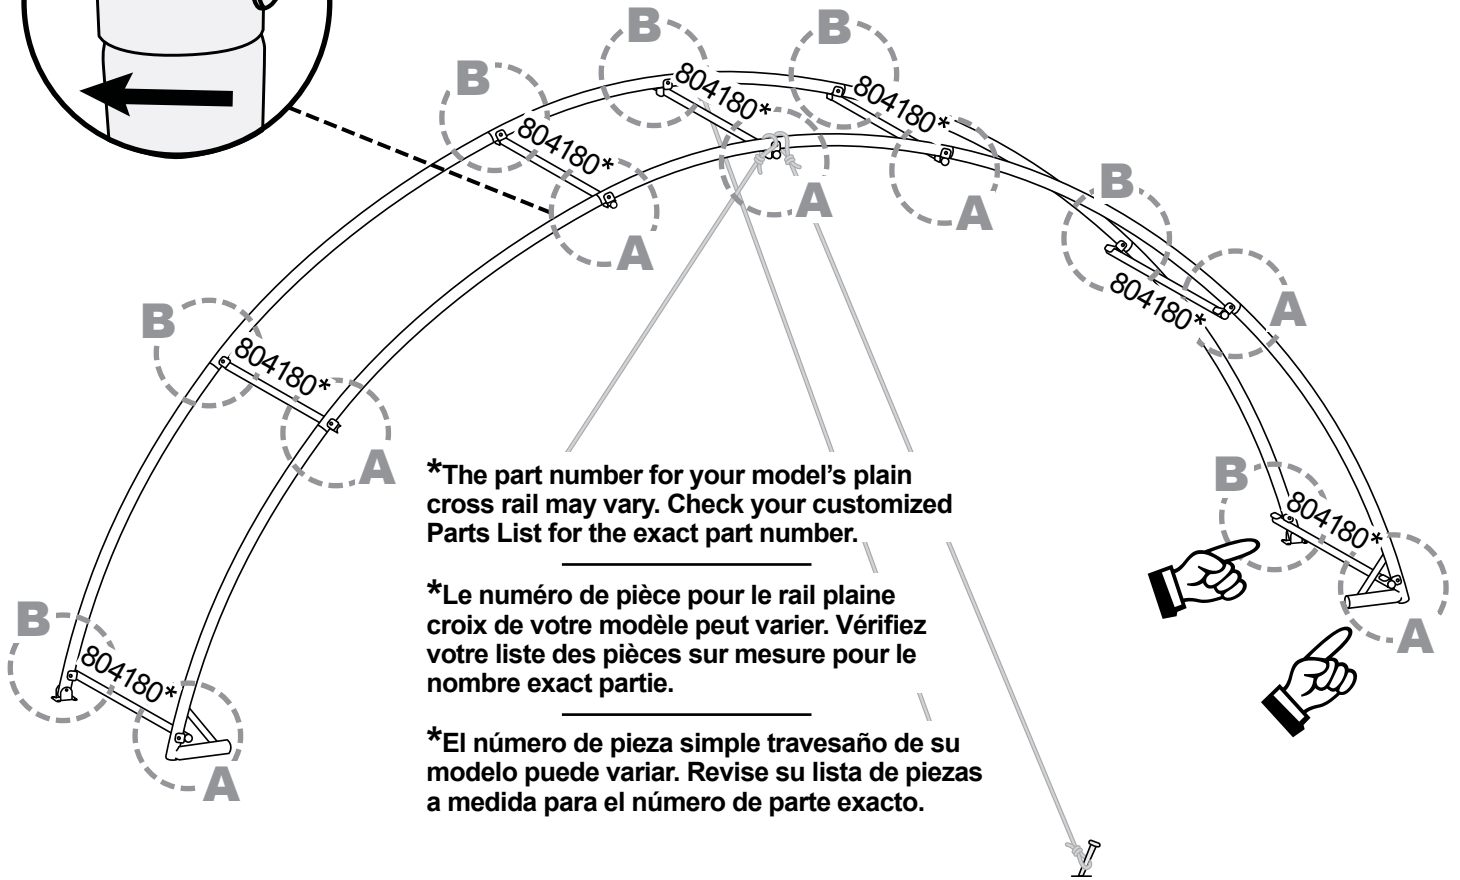 B
B
804180*
804180*
B
804180*
A
A
A
B
804180*
A
B
804180*
A
*The part number for your model’s plain
cross rail may vary. Check your customized
Parts List for the exact part number.
B
804180*
A
*Le numéro de pièce pour le rail plaine
croix de votre modèle peut varier. Vérifiez
votre liste des pièces sur mesure pour le
nombre exact partie.
B
804180*
A
*El número de pieza simple travesaño de su
modelo puede variar. Revise su lista de piezas
a medida para el número de parte exacto.